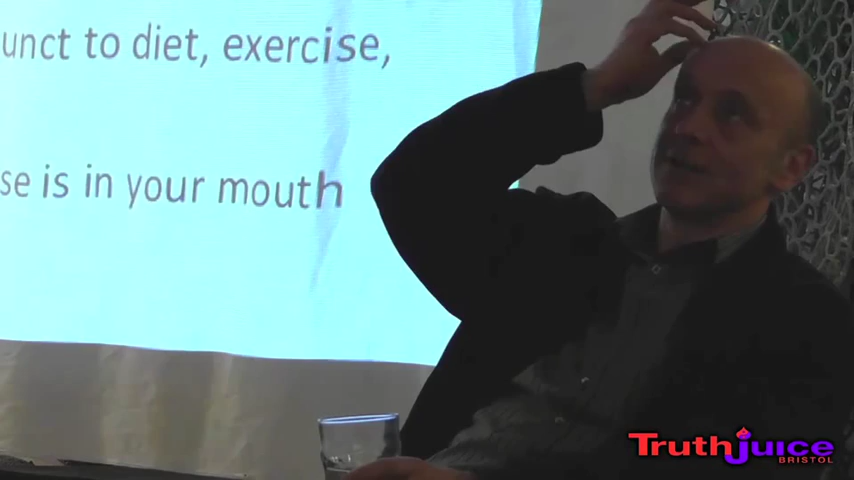 unct to diet, exercise,
se is in your mouth
Truthjuice
BRISTOL